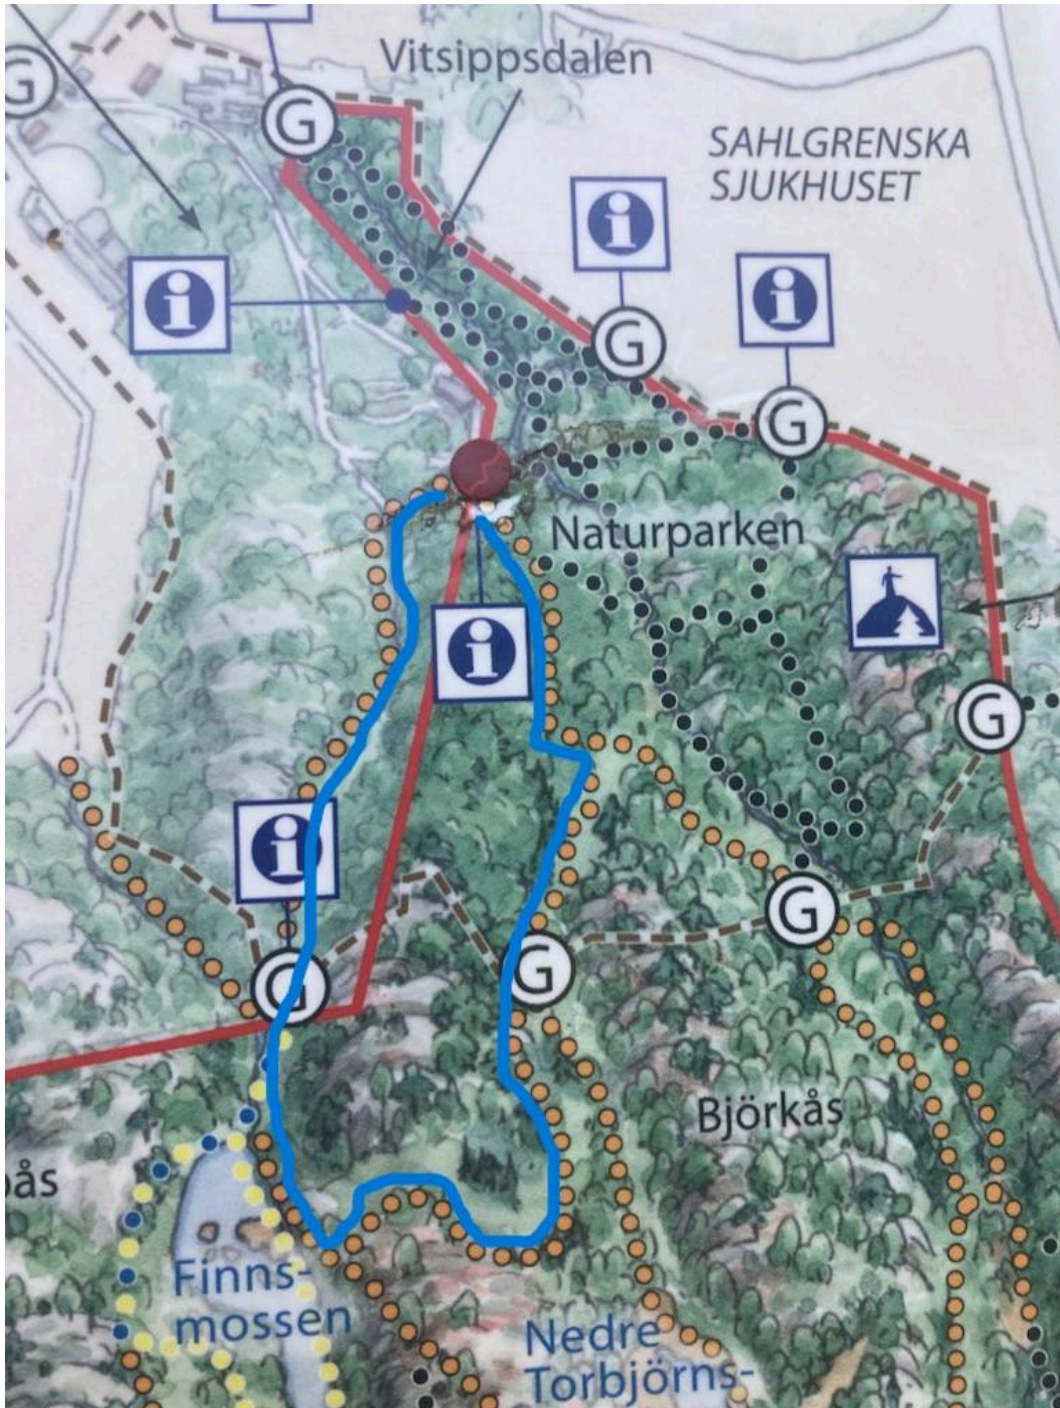 G
Vitsippsdalen
G
SAHLGRENSKA
SJUKHUSET
i
i
i
G
G
Naturparken
i
G
i
G
G
G
Björkås
ås
Finns-
mossen
Nedre
Torbjörns-